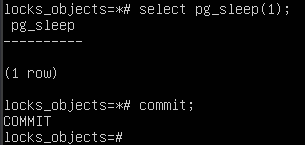 locks_objects=*# select pg_sleep(1);
 pg_sleep
----------

(1 row)

locks_objects=*# commit;
COMMIT
locks_objects=#